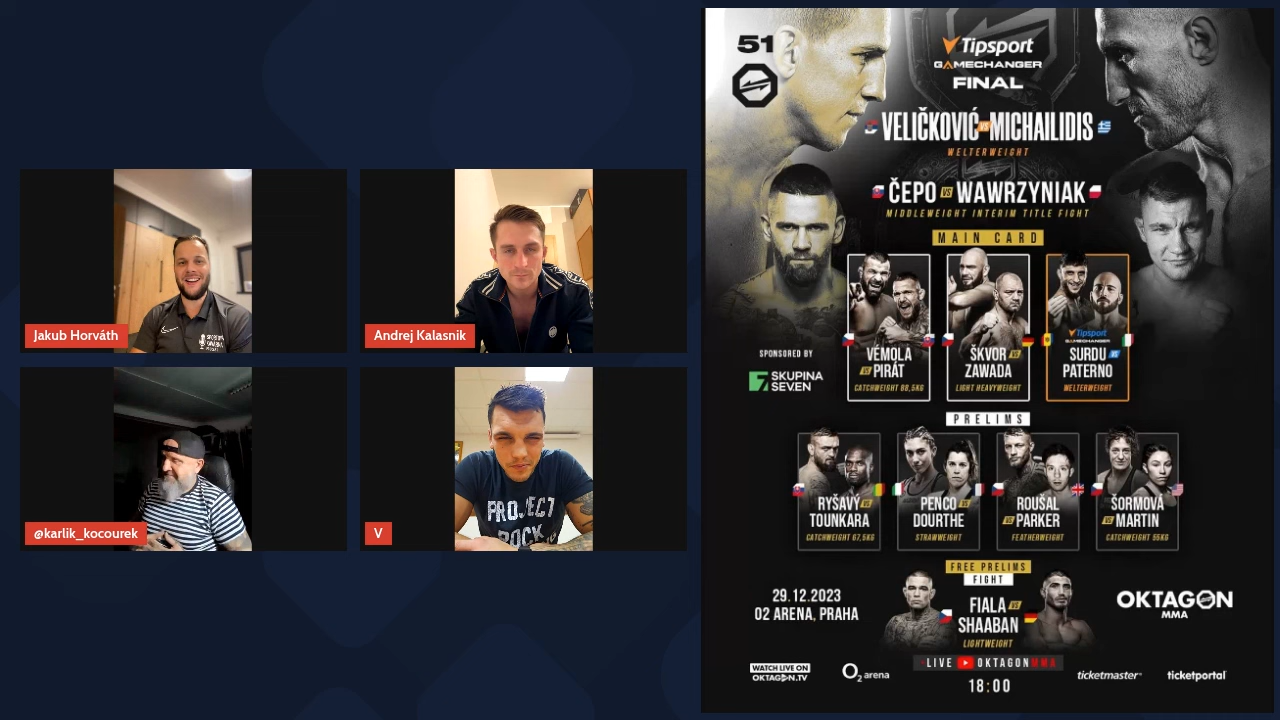 Jakub Horváth
Andrej Kalasnik
@karlik_kocourek
V
PROJECT
ROCK
51
Tipsport
GAMECHANGER
FINAL
VELIČKOVIĆ VS MICHAILIDIS
WELTERWEIGHT
ČEPO VS WAWRZYNIAK
MIDDLEWEIGHT INTERIM TITLE FIGHT
MAIN CARD
VÉMOLA
VS PIRÁT
CATCHWEIGHT 88,5KG
ŠKVOR VS
ZAWADA
LIGHT HEAVYWEIGHT
Tipsport
GAMECHANGER
SURDU VS
PATERNO
WELTERWEIGHT
SPONSORED BY
7 SKUPINA
SEVEN
PRELIMS
RYŠAVÝ VS
TOUNKARA
CATCHWEIGHT 67,5KG
PENCO VS
DOURTHE
STRAWWEIGHT
ROUŠAL
VS PARKER
FEATHERWEIGHT
ŠORMOVÁ
VS MARTIN
CATCHWEIGHT 55KG
FREE PRELIMS
FIGHT
FIALA VS
SHAABAN
LIGHTWEIGHT
29.12.2023
O2 ARENA, PRAHA
OKTAGON
MMA
LIVE OKTAGONMMA
18:00
WATCH LIVE ON
OKTAGON.TV
O2 arena
ticketmaster
ticketportal